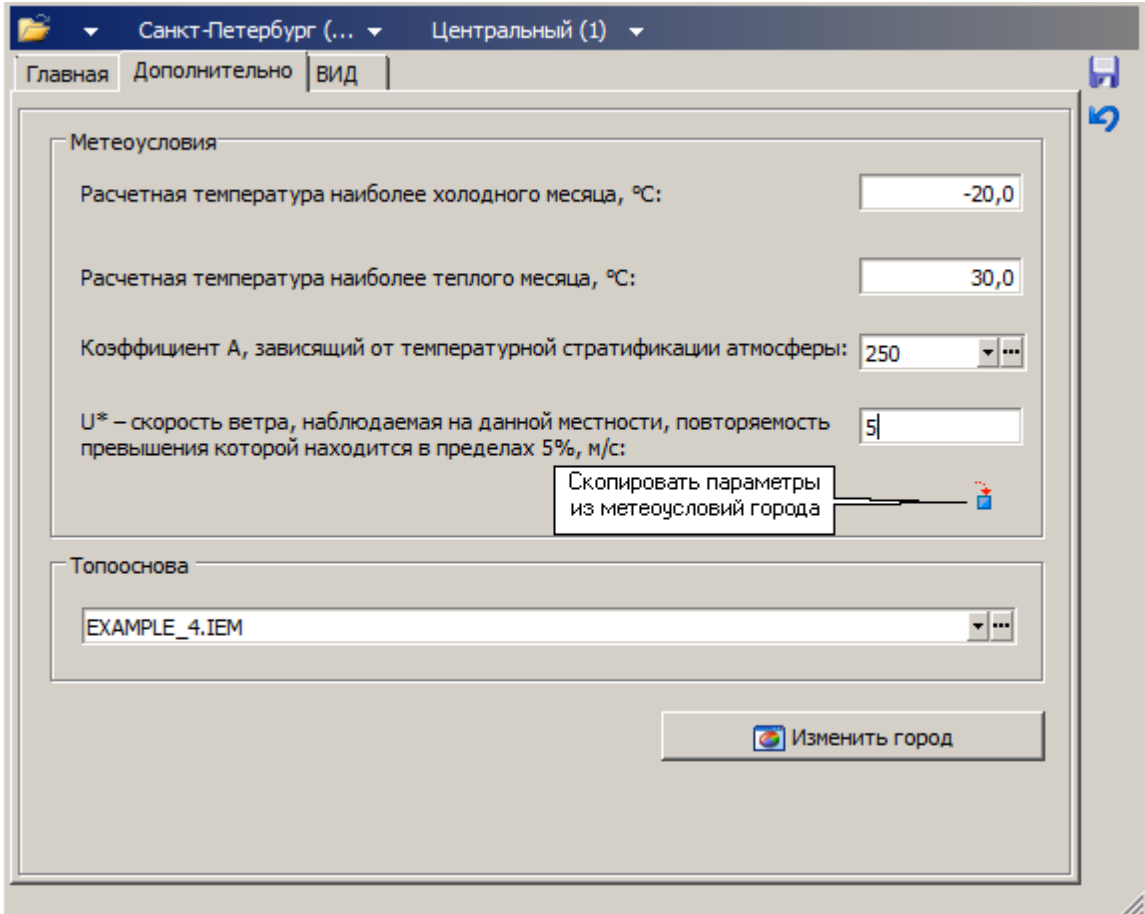 Санкт-Петербург (... Центральный (1)
Главная Дополнительно ВИД
Метеоусловия
Расчетная температура наиболее холодного месяца, ºС: -20,0
Расчетная температура наиболее теплого месяца, ºС: 30,0
Коэффициент А, зависящий от температурной стратификации атмосферы: 250
U* – скорость ветра, наблюдаемая на данной местности, повторяемость
превышения которой находится в пределах 5%, м/с: 5
Скопировать параметры
из метеоусловий города
Топооснова
EXAMPLE_4.IEM
Изменить город